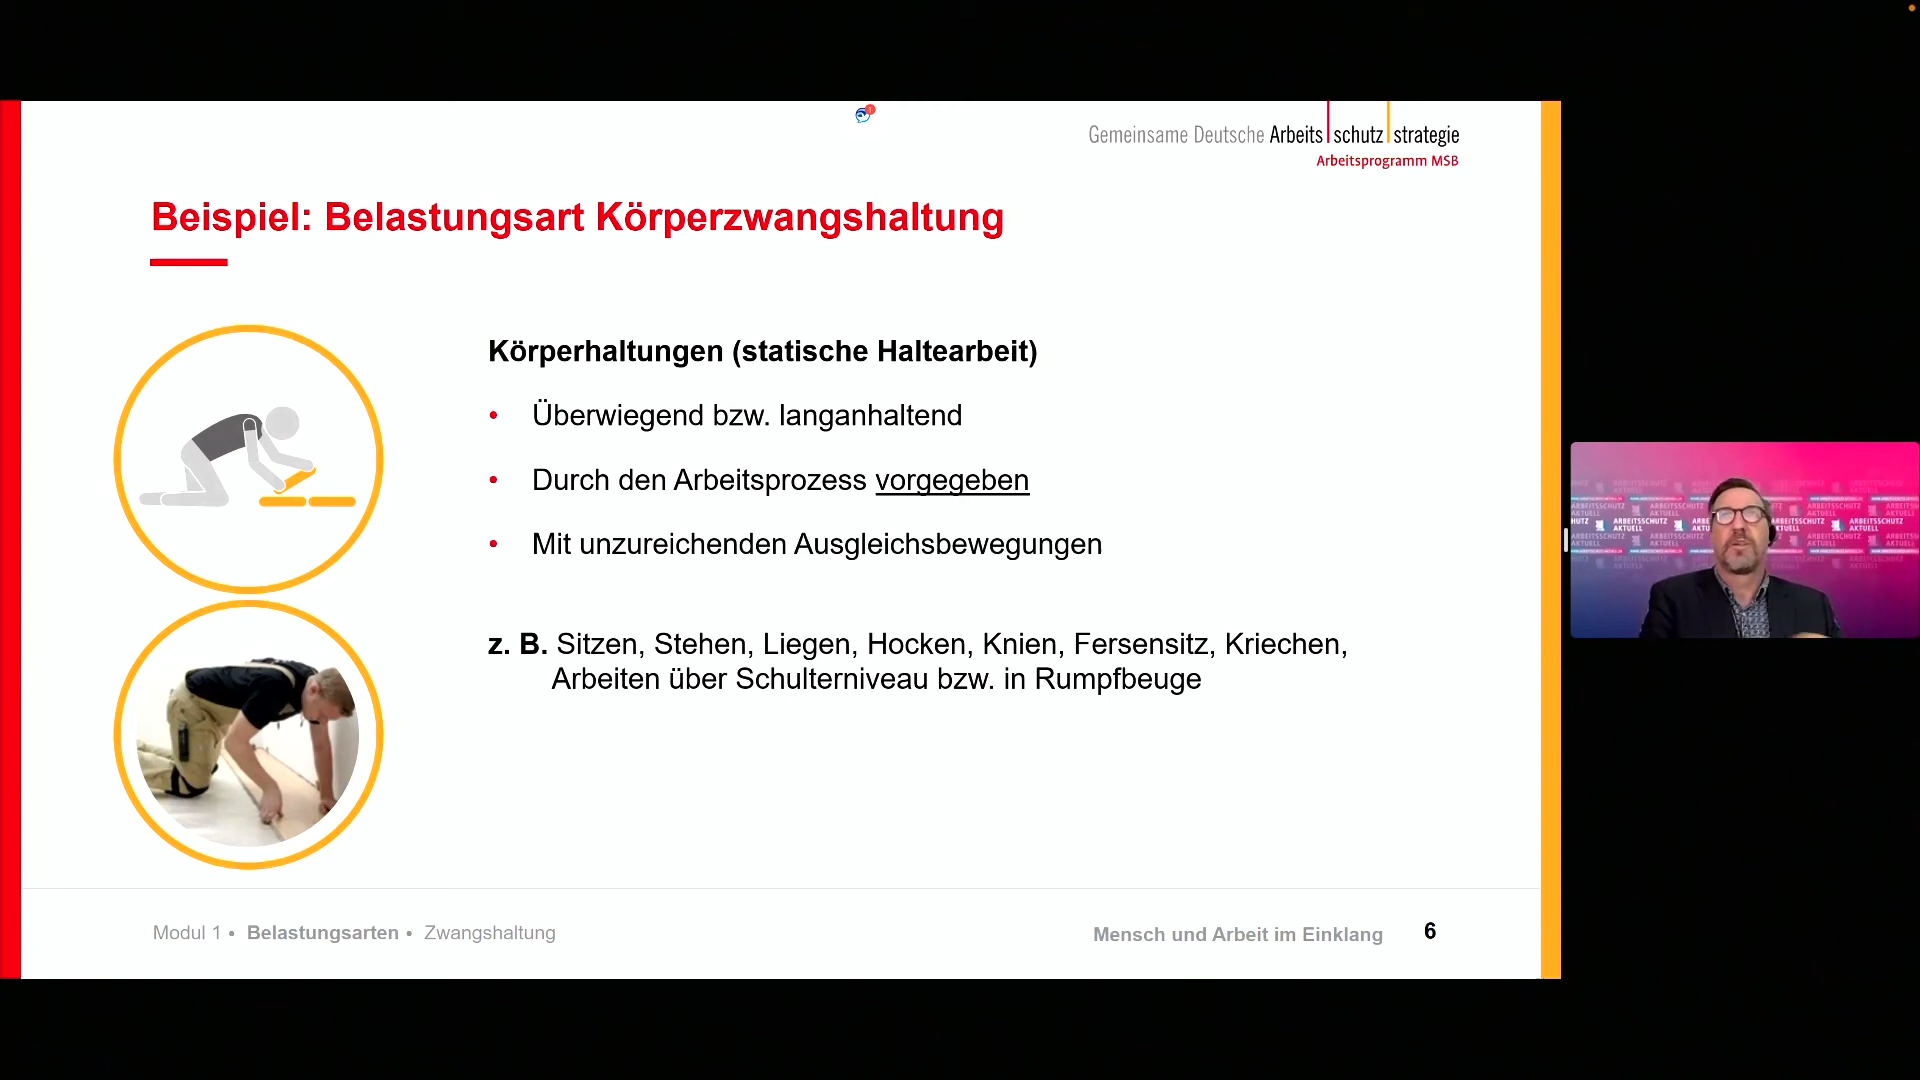 Gemeinsame Deutsche Arbeitsschutzstrategie
Arbeitsprogramm MSB
Beispiel: Belastungsart Körperzwangshaltung
Körperhaltungen (statische Haltearbeit)
• Überwiegend bzw. langanhaltend
• Durch den Arbeitsprozess vorgegeben
• Mit unzureichenden Ausgleichsbewegungen
z. B. Sitzen, Stehen, Liegen, Hocken, Knien, Fersensitz, Kriechen,
Arbeiten über Schulterniveau bzw. in Rumpfbeuge
Modul 1 • Belastungsarten • Zwangshaltung
Mensch und Arbeit im Einklang 6
ARBEITSSCHUTZ
AKTUELL